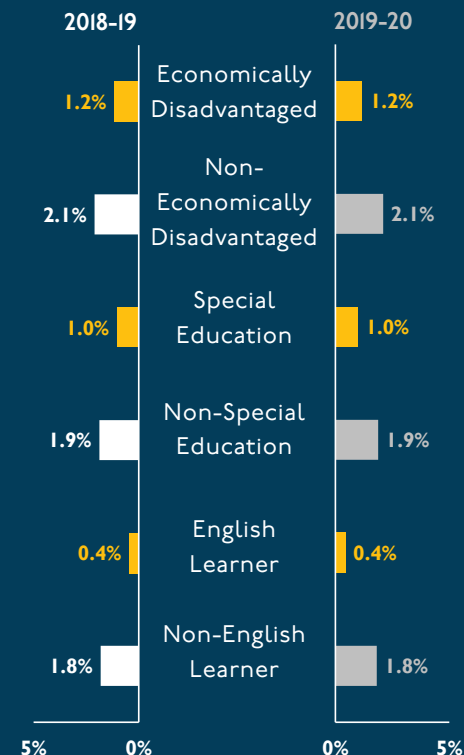 2018-19
2019-20
Economically
Disadvantaged
1.2%
1.2%
Non-
Economically
Disadvantaged
2.1%
2.1%
Special
Education
1.0%
1.0%
Non-Special
Education
1.9%
1.9%
English
Learner
0.4%
0.4%
Non-English
Learner
1.8%
1.8%
5%
0%
0%
5%